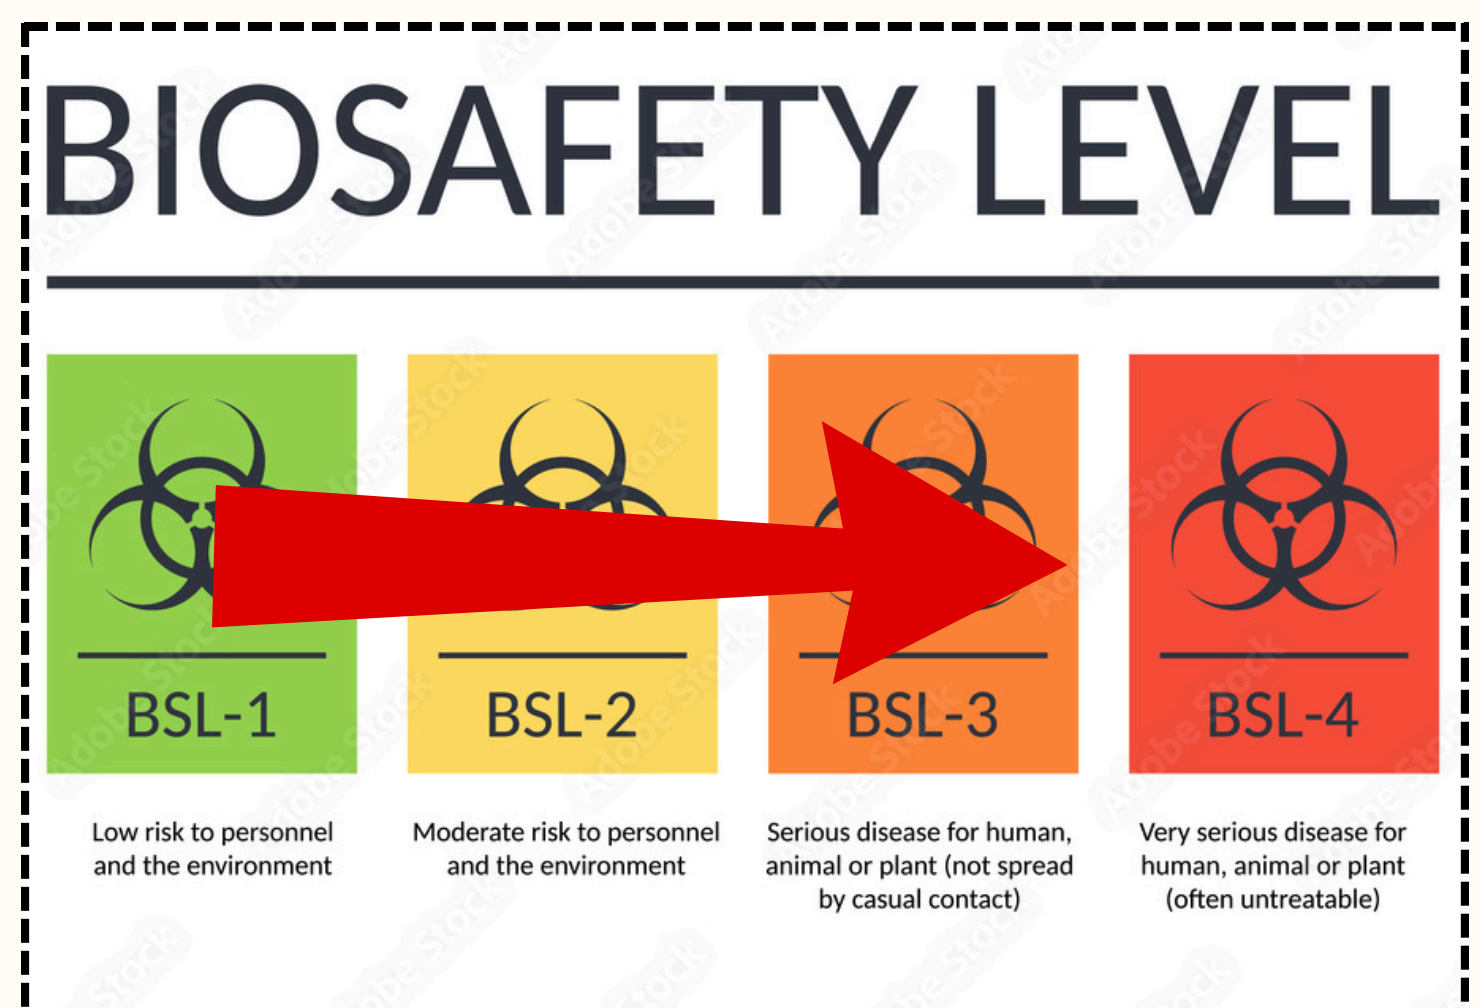 BIOSAFETY LEVEL
BSL-1
BSL-2
BSL-3
BSL-4
Low risk to personnel
and the environment
Moderate risk to personnel
and the environment
Serious disease for human,
animal or plant (not spread
by casual contact)
Very serious disease for
human, animal or plant
(often untreatable)
Adobe Stock